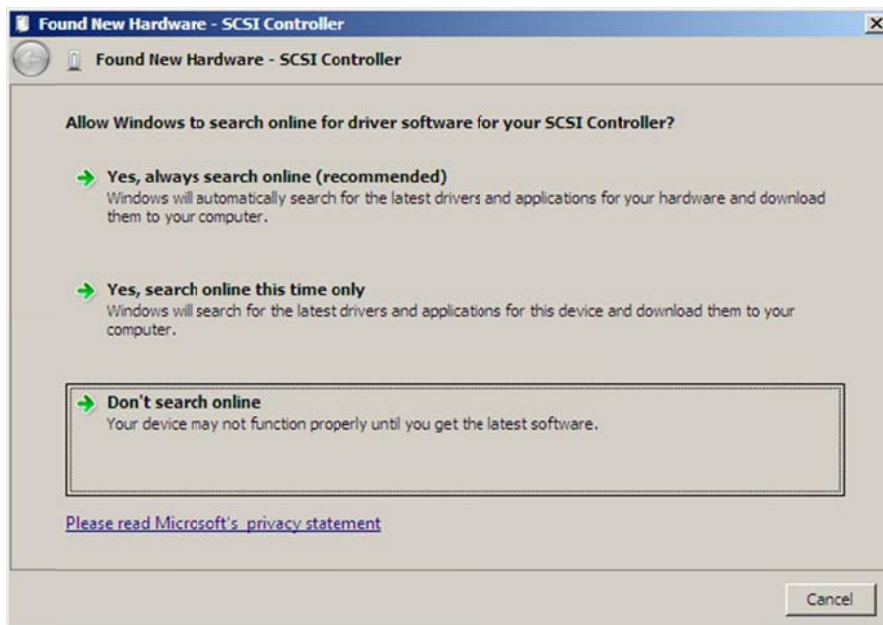 Found New Hardware - SCSI Controller
Found New Hardware - SCSI Controller
Allow Windows to search online for driver software for your SCSI Controller?
Yes, always search online (recommended)
Windows will automatically search for the latest drivers and applications for your hardware and download
them to your computer.
Yes, search online this time only
Windows will search for the latest drivers and applications for this device and download them to your
computer.
Don't search online
Your device may not function properly until you get the latest software.
Please read Microsoft's privacy statement
Cancel